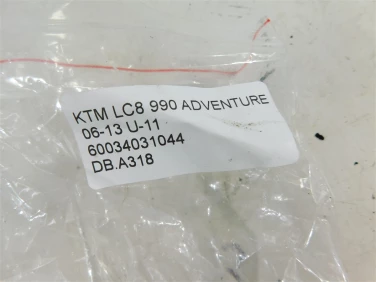 KTM LC8 990 ADVENTURE
06-13 U-11
60034031044
DB.A318